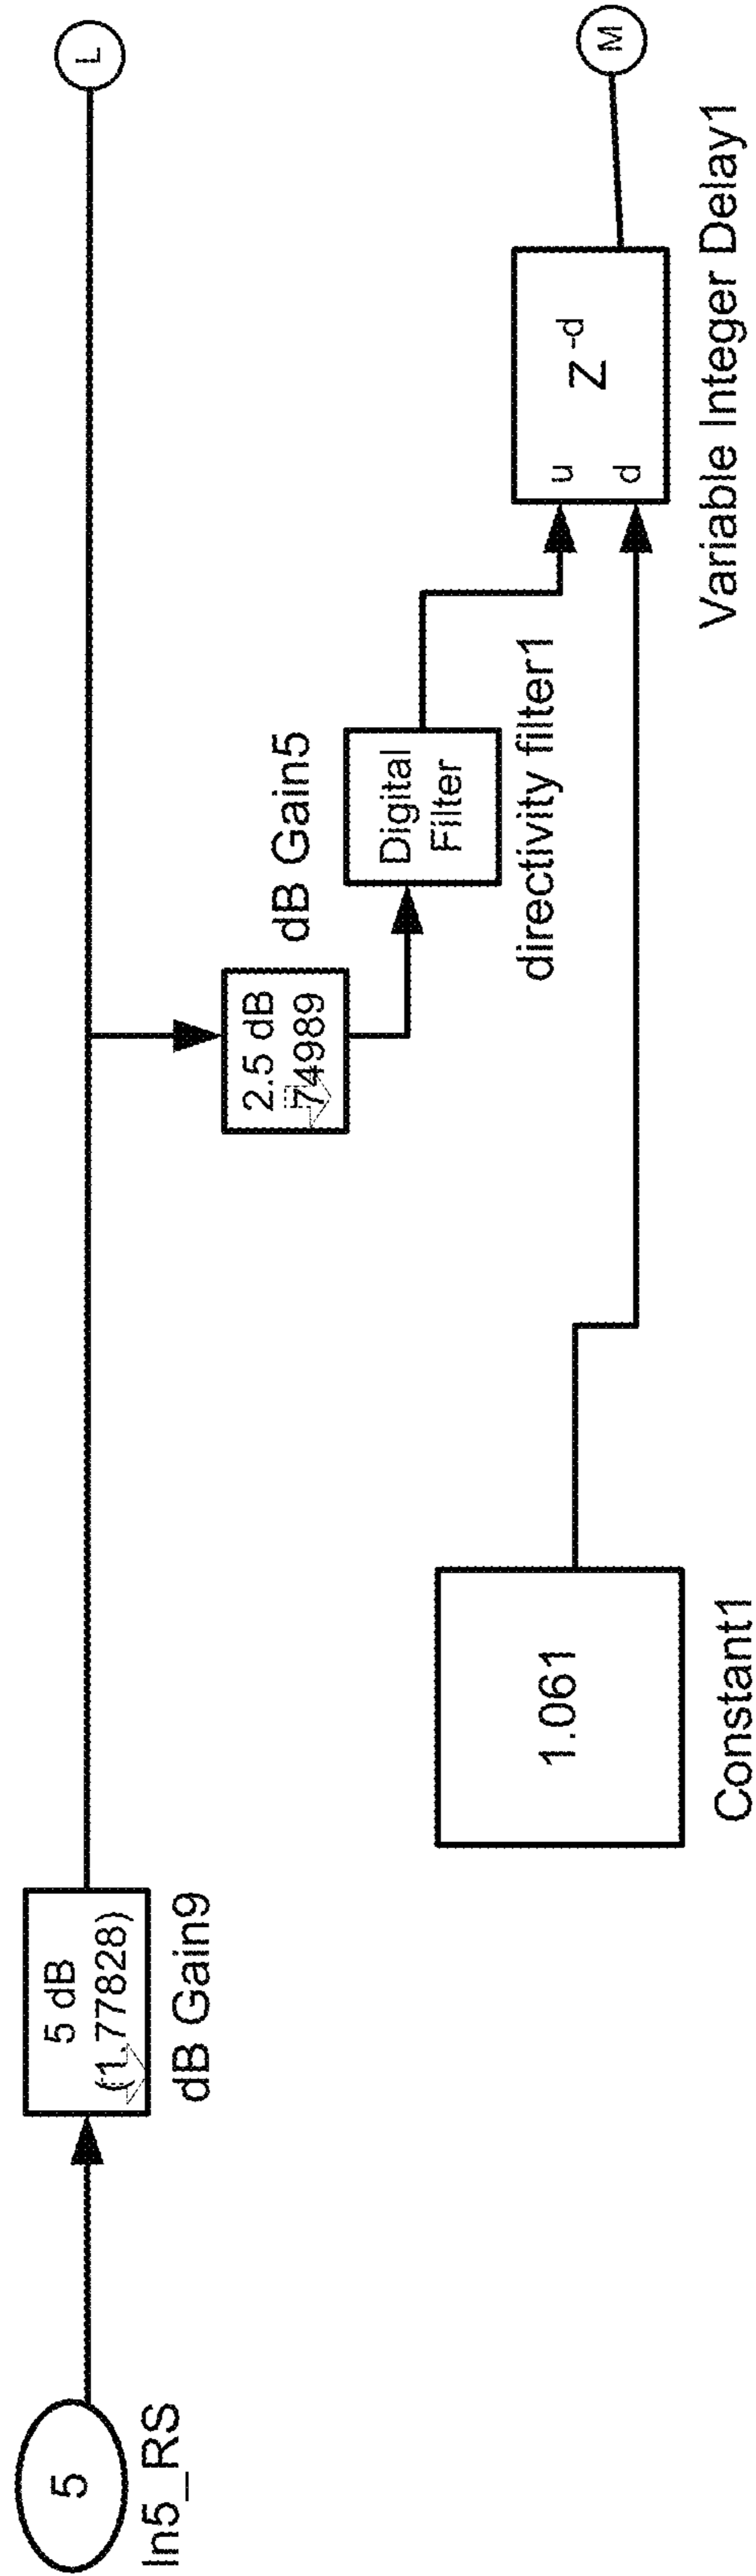 5
In5_RS
5 dB
(1.77828)
dB Gain9
L
2.5 dB
74989
dB Gain5
Digital
Filter
directivity filter1
1.061
Constant1
u
d
Z-d
Variable Integer Delay1
M